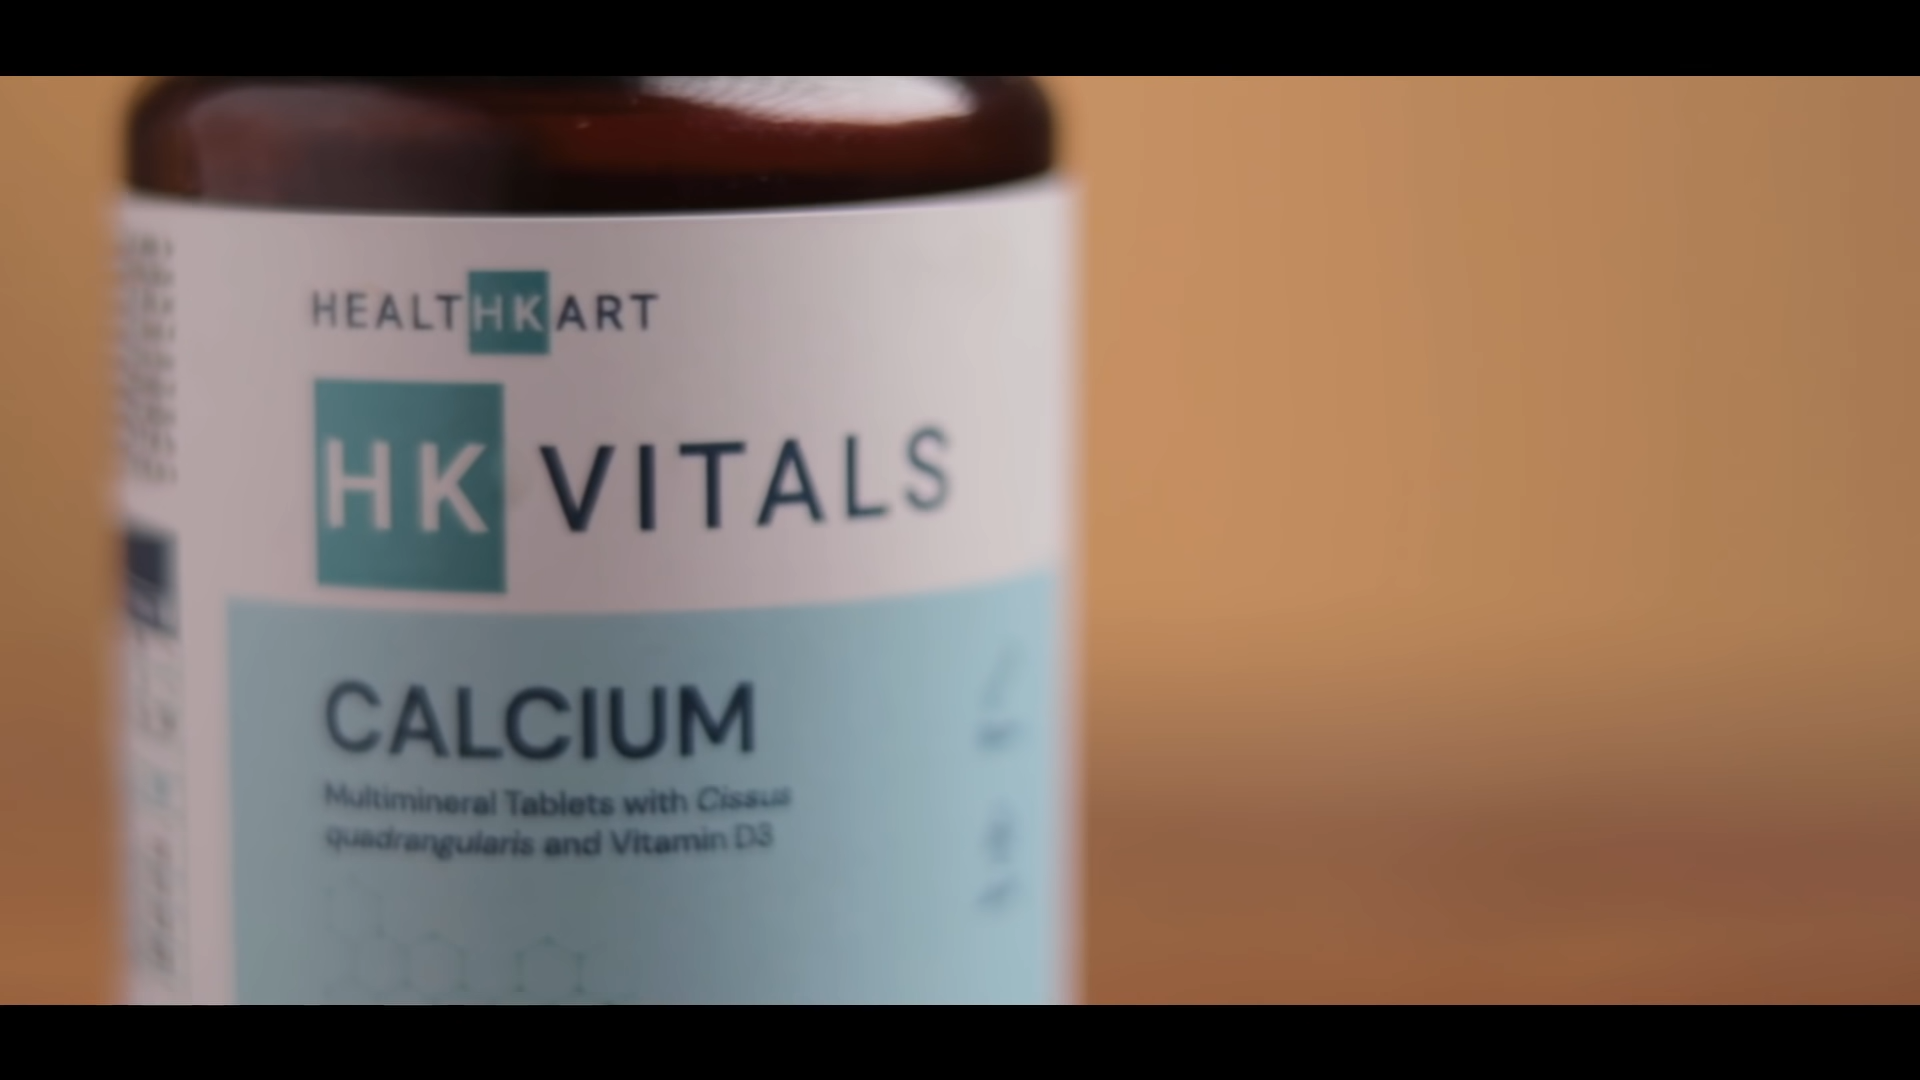 HEALTHKART
HK VITALS
CALCIUM
Multimineral Tablets with Cissus
quadrangularis and Vitamin D3